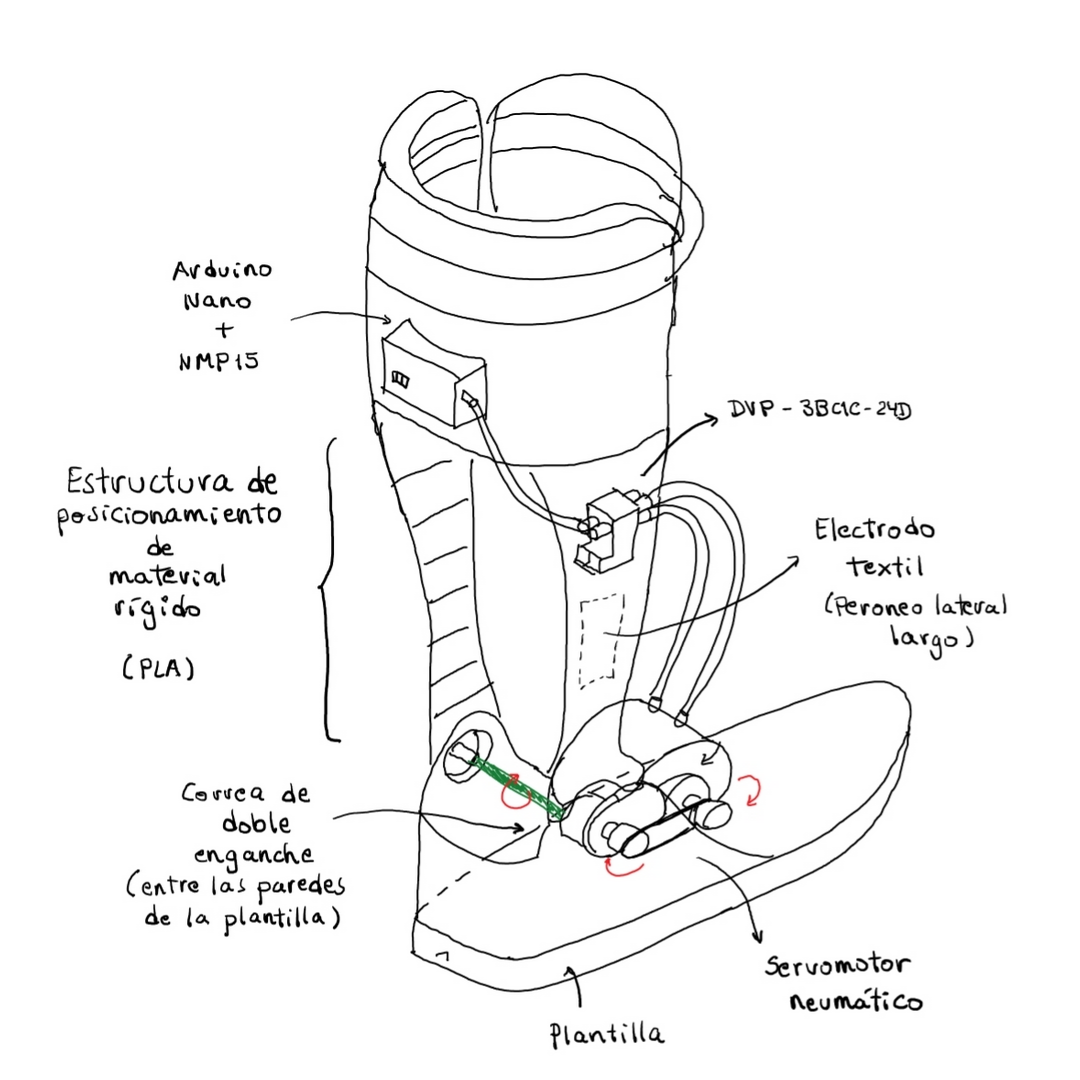 Arduino
Nano
+
NMP15
DVP - 3BC1C-24D
Estructura de
posicionamiento
de
material
rígido
(PLA)
Electrodo
textil
(Peroneo lateral
largo)
Correa de
doble
enganche
(entre las paredes
de la plantilla)
Servomotor
neumático
Plantilla